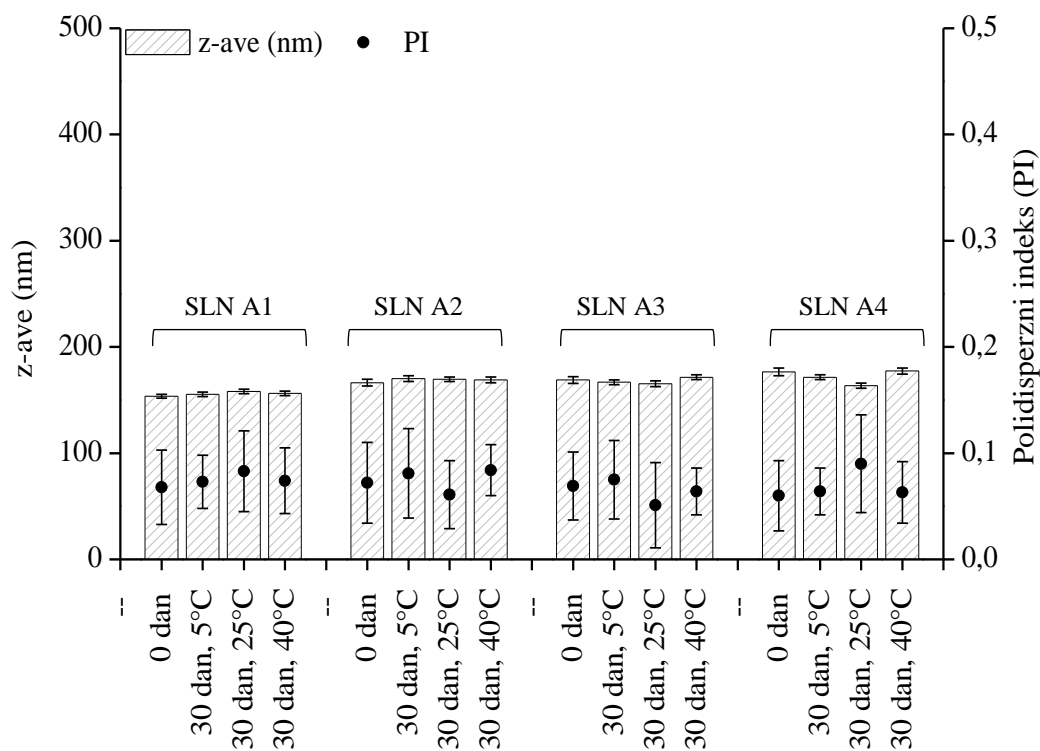 500
400
300
200
100
0
z-ave (nm)
z-ave (nm) PI
0,5
0,4
0,3
0,2
0,1
0,0
Polidisperzni indeks (PI)
SLN A1
SLN A2
SLN A3
SLN A4
--
0 dan
30 dan, 5°C
30 dan, 25°C
30 dan, 40°C
--
0 dan
30 dan, 5°C
30 dan, 25°C
30 dan, 40°C
--
0 dan
30 dan, 5°C
30 dan, 25°C
30 dan, 40°C
--
0 dan
30 dan, 5°C
30 dan, 25°C
30 dan, 40°C